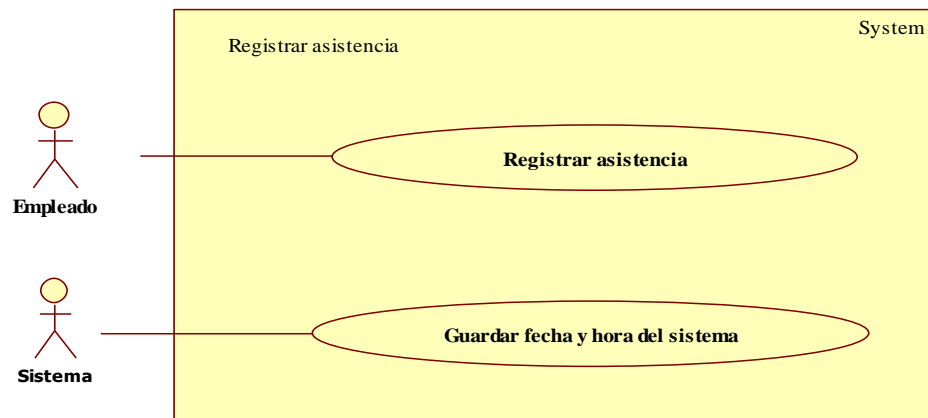 System
Registrar asistencia
Registrar asistencia
Empleado
Guardar fecha y hora del sistema
Sistema